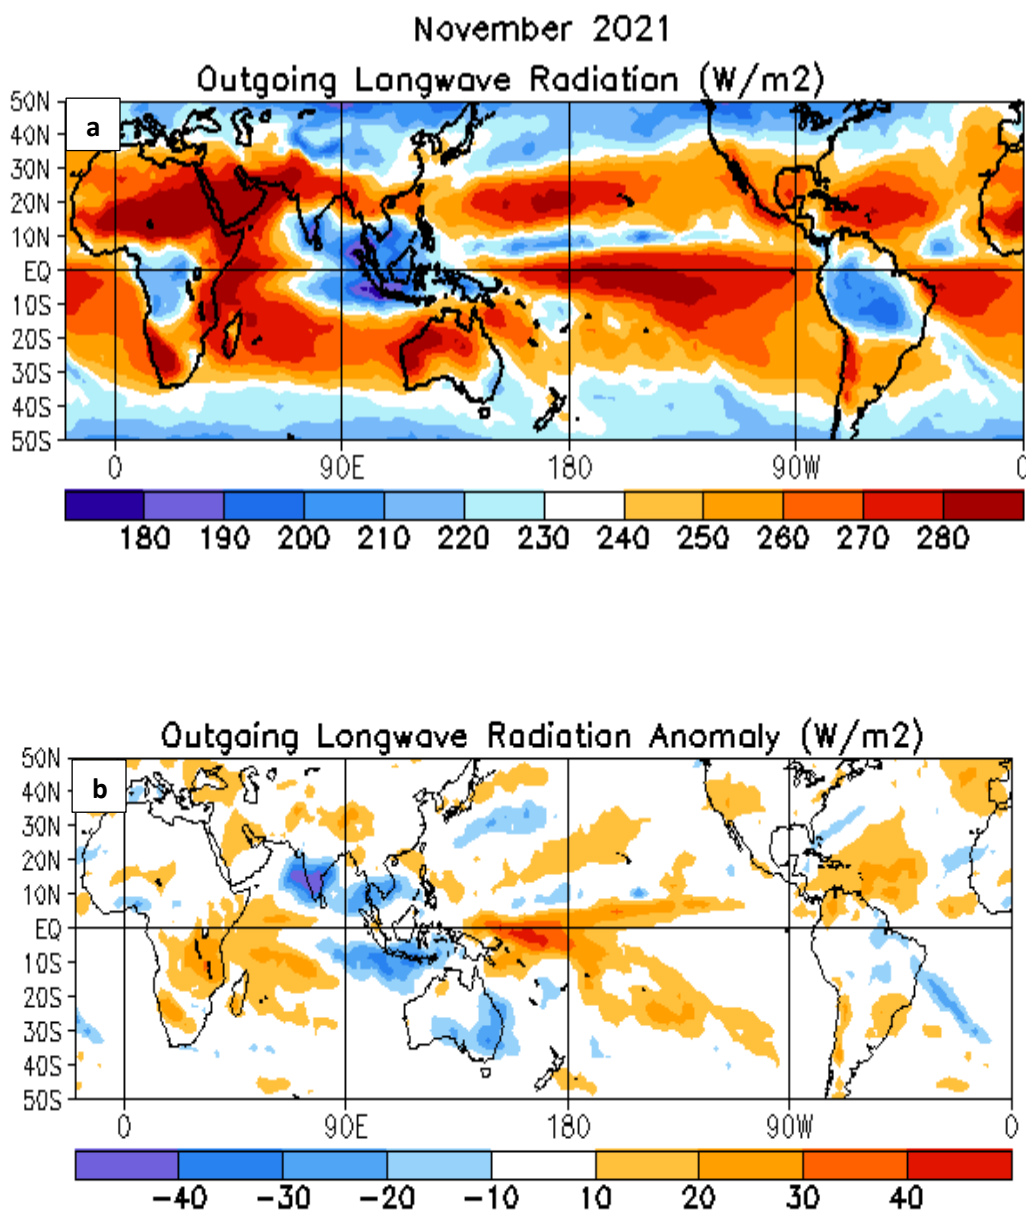 November 2021
Outgoing Longwave Radiation (W/m2)
a
50N
40N
30N
20N
10N
EQ
10S
20S
30S
40S
50S
0 90E 180 90W 0
180 190 200 210 220 230 240 250 260 270 280
Outgoing Longwave Radiation Anomaly (W/m2)
b
50N
40N
30N
20N
10N
EQ
10S
20S
30S
40S
50S
0 90E 180 90W 0
-40 -30 -20 -10 10 20 30 40